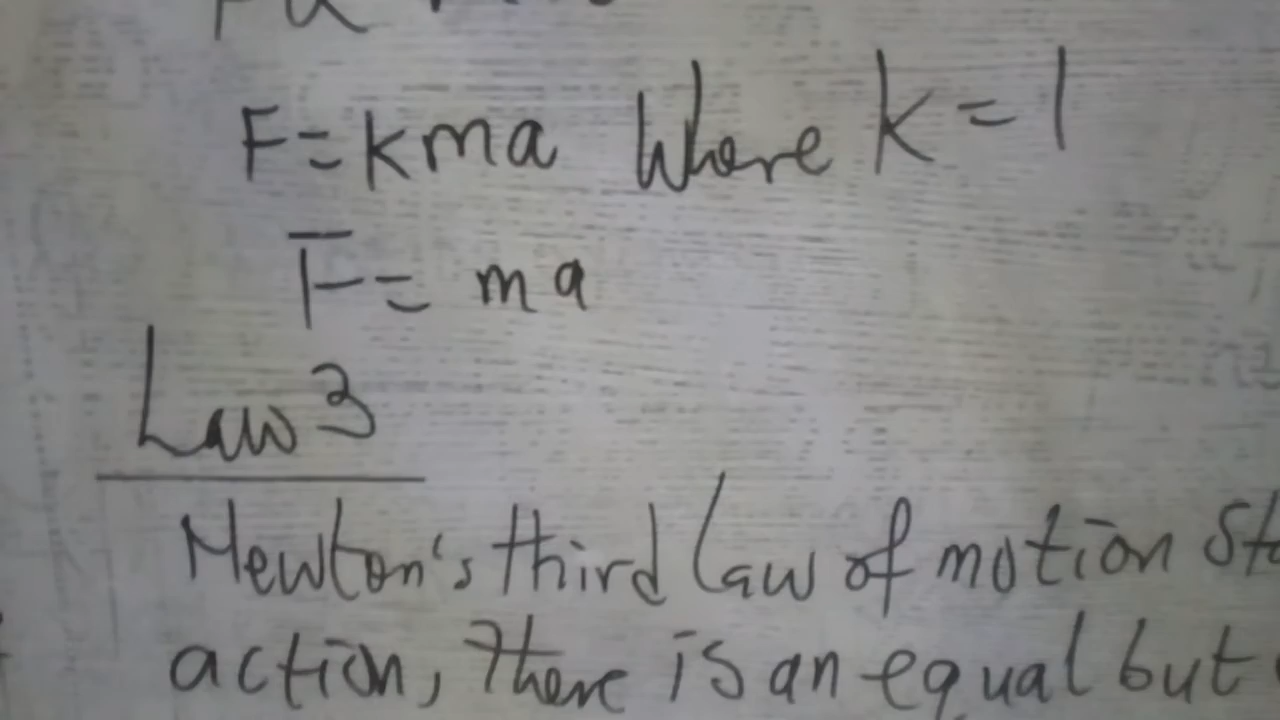 F=kma Where k=1
F= ma
Law 3
Newton's third law of motion
action, there is an equal but